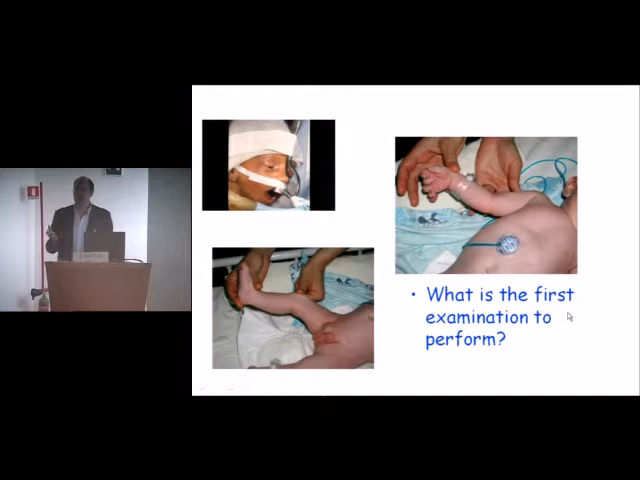 • What is the first
examination to
perform?